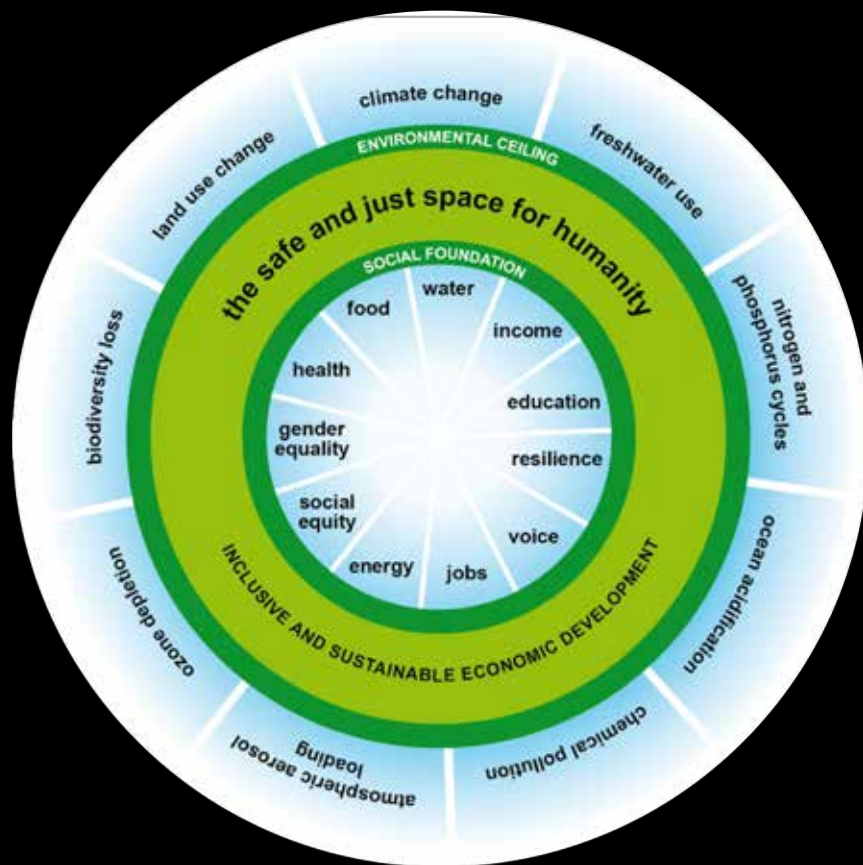 climate change
freshwater use
nitrogen and
phosphorus cycles
ocean acidification
chemical pollution
atmospheric aerosol
loading
ozone depletion
biodiversity loss
land use change
ENVIRONMENTAL CEILING
the safe and just space for humanity
SOCIAL FOUNDATION
water
income
education
resilience
voice
jobs
energy
social
equity
gender
equality
health
food
INCLUSIVE AND SUSTAINABLE ECONOMIC DEVELOPMENT